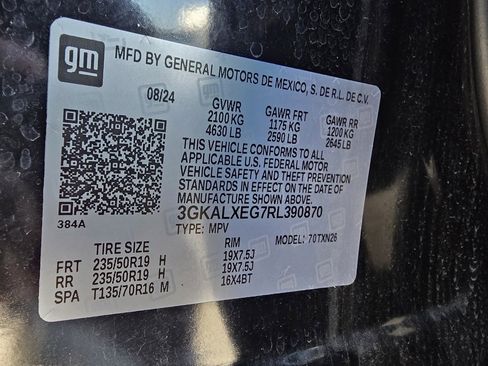 gm
MFD BY GENERAL MOTORS DE MEXICO, S. DE R.L. DE C.V.
08/24 GVWR GAWR FRT GAWR RR
2100 KG 1175 KG 1200 KG
4630 LB 2590 LB 2645 LB
THIS VEHICLE CONFORMS TO ALL
APPLICABLE U.S. FEDERAL MOTOR
VEHICLE SAFETY AND THEFT PREVENTION
STANDARDS IN EFFECT ON THE DATE OF
MANUFACTURE SHOWN ABOVE.
3GKALXEG7RL390870
384A
TYPE: MPV MODEL: 70TXN26
TIRE SIZE RIM
FRT 235/50R19 H 19X7.5J
RR 235/50R19 H 19X7.5J
SPA T135/70R16 M 16X4BT